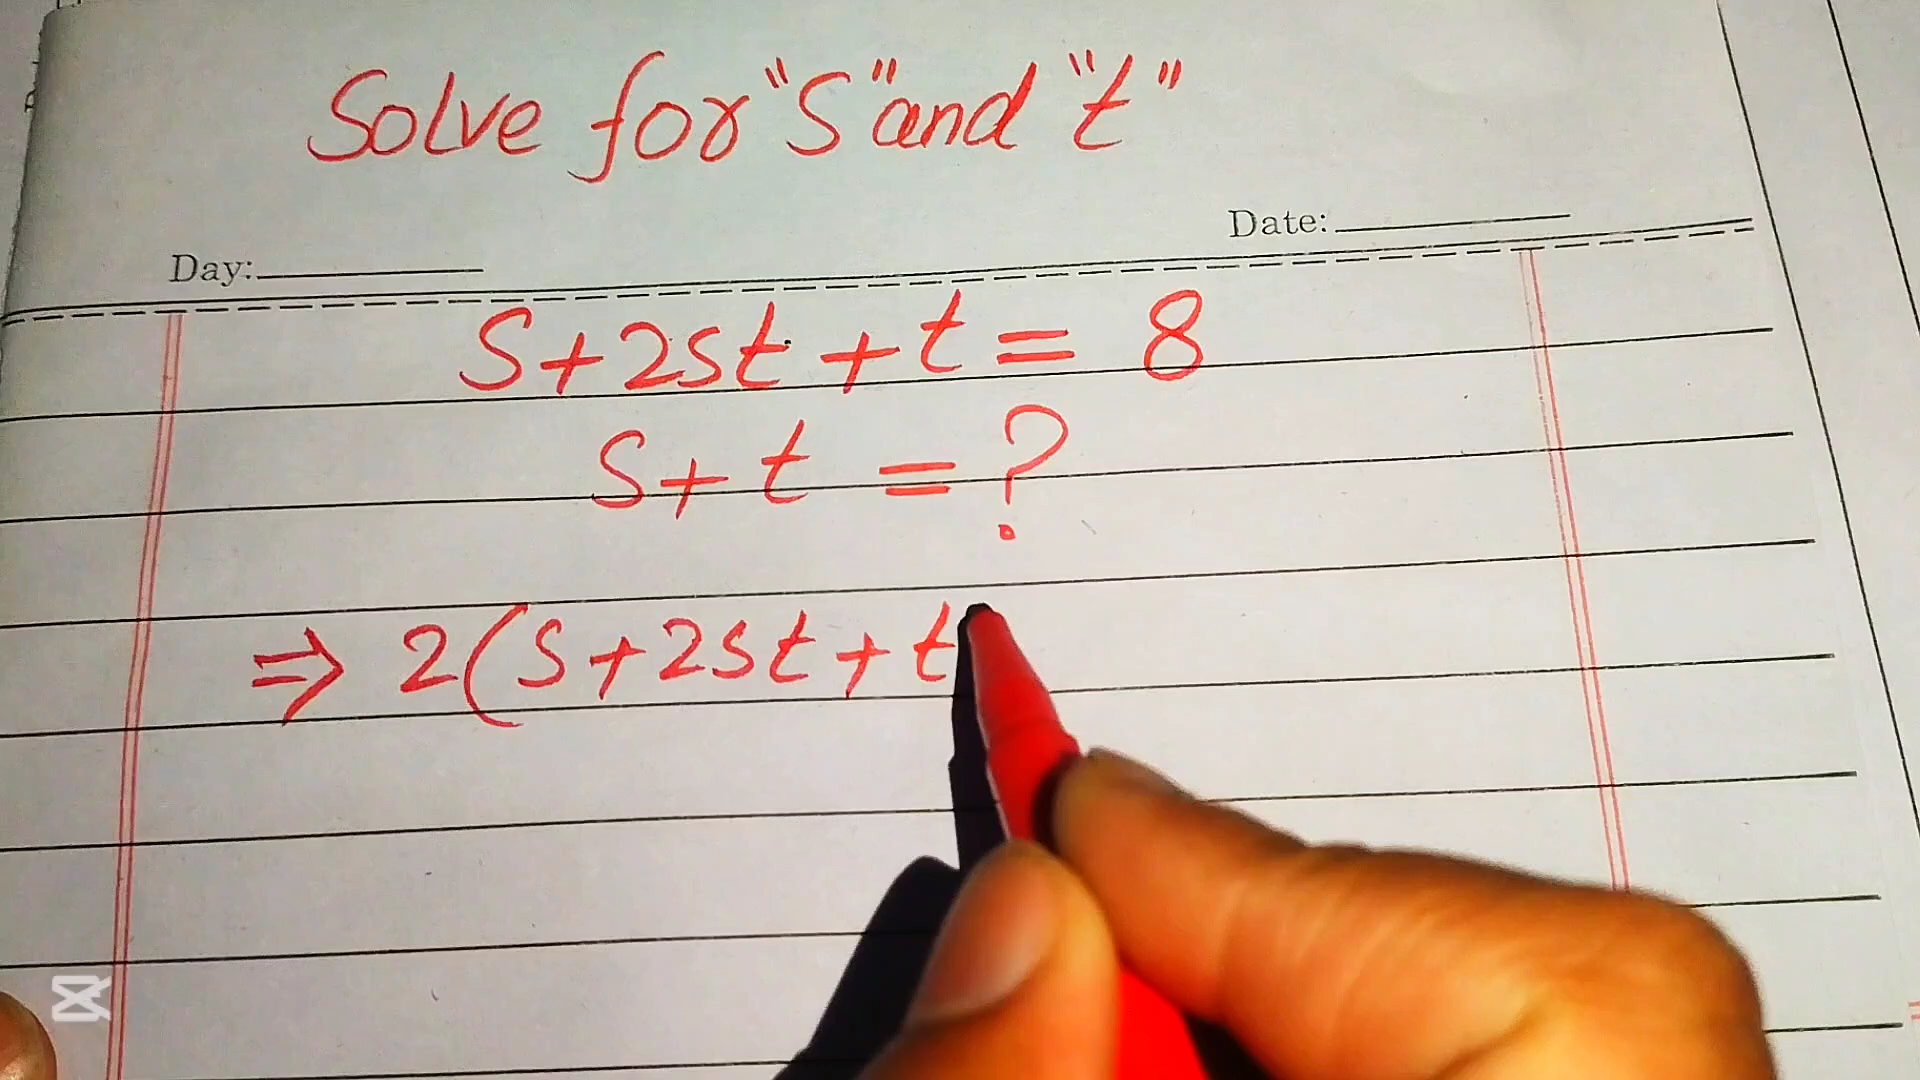 Solve for "S" and "t"
Date:
Day:
S+2st+t= 8
S+ t = ?
⇒ 2(S+2st+t